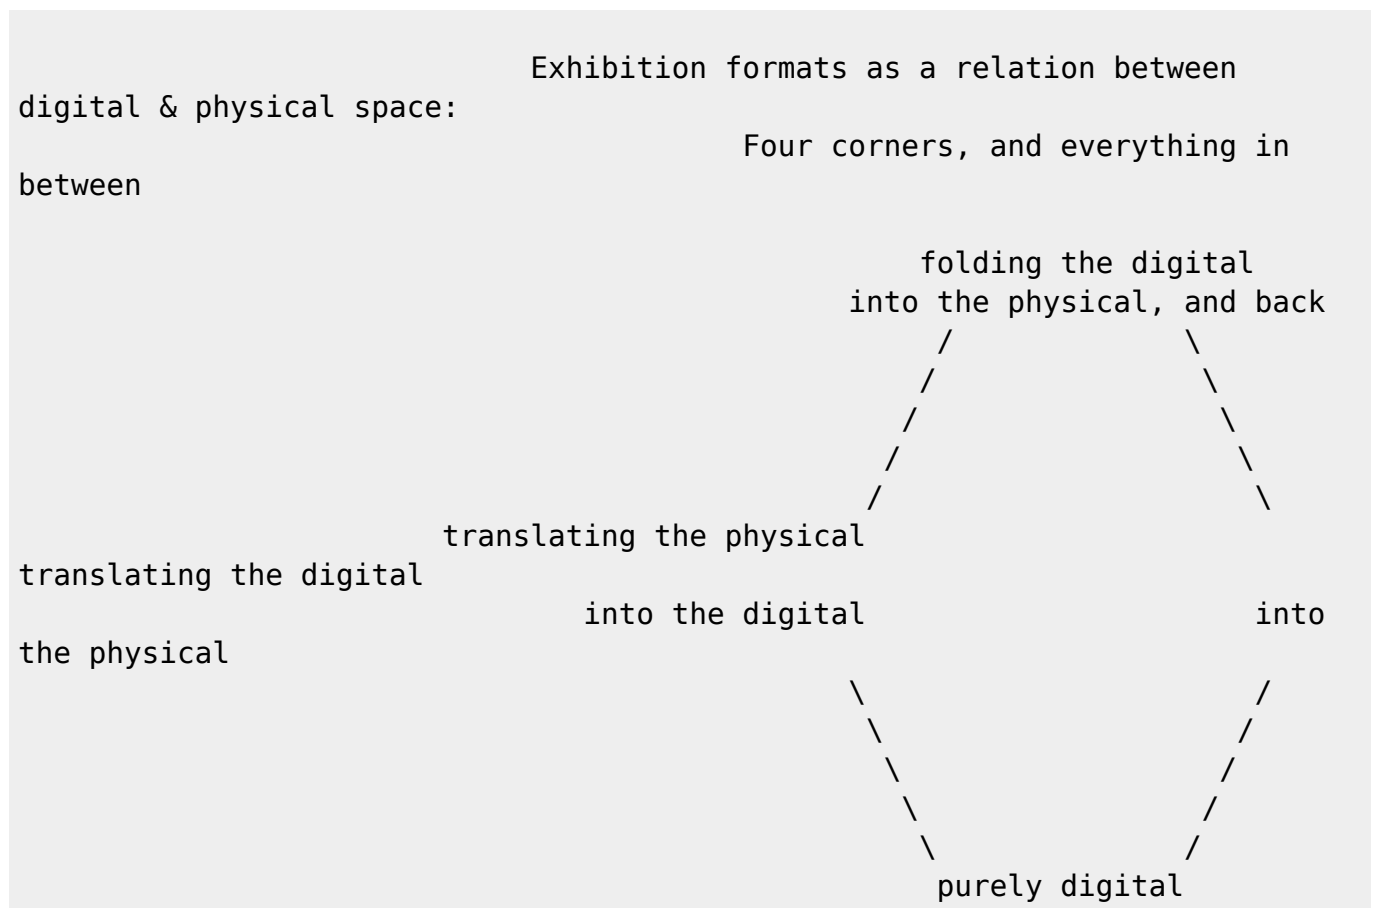 Exhibition formats as a relation between
digital & physical space:
Four corners, and everything in
between
folding the digital
into the physical, and back
/ \
/ \
/ \
/ \
/ \
translating the physical
translating the digital
into the digital into
the physical
\ /
\ /
\ /
\ /
\ /
purely digital